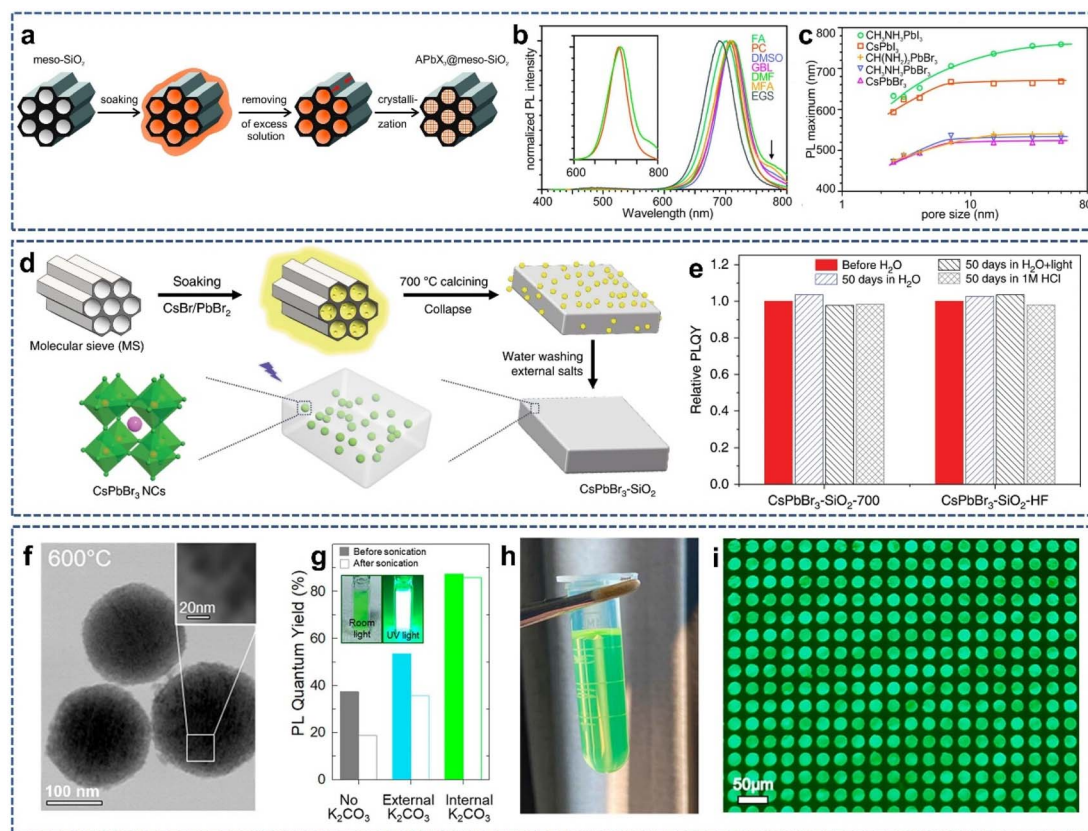 a
meso-SiO₂
soaking
removing
of excess
solution
crystalli-
zation
APbX₃@meso-SiO₂
b
normalized PL intensity
600 700 800
FA
PC
DMSO
GBL
DMF
MFA
EGS
400 500 600 700 800
Wavelength (nm)
c
PL maximum (nm)
800
700
600
500
400
CH₃NH₃PbI₃
CsPbI₃
CH(NH₂)₂PbBr₃
CH₃NH₃PbBr₃
CsPbBr₃
1 10 80
pore size (nm)
d
Soaking
CsBr/PbBr₂
700 °C calcining
Collapse
Molecular sieve (MS)
Water washing
external salts
CsPbBr₃ NCs
CsPbBr₃-SiO₂
e
Relative PLQY
1.2
1.0
0.8
0.6
0.4
0.2
0.0
Before H₂O
50 days in H₂O
50 days in H₂O+light
50 days in 1M HCl
CsPbBr₃-SiO₂-700
CsPbBr₃-SiO₂-HF
f
600°C
20nm
100 nm
g
PL Quantum Yield (%)
80
60
40
20
0
Before sonication
After sonication
Room
light
UV light
No
K₂CO₃
External
K₂CO₃
Internal
K₂CO₃
h
i
50μm